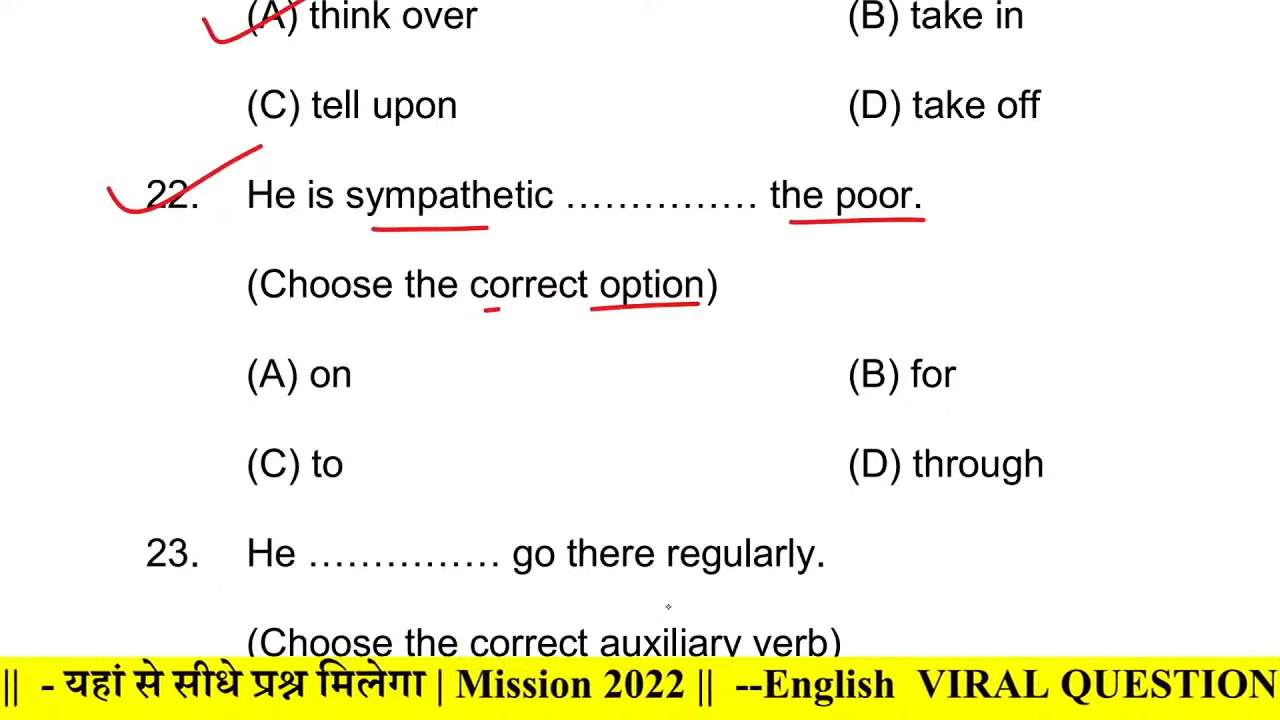 (A) think over (B) take in
(C) tell upon (D) take off
22. He is sympathetic ............... the poor.
(Choose the correct option)
(A) on (B) for
(C) to (D) through
23. He ............... go there regularly.
(Choose the correct auxiliary verb)
|| - यहां से सीधे प्रश्न मिलेगा | Mission 2022 || --English VIRAL QUESTION